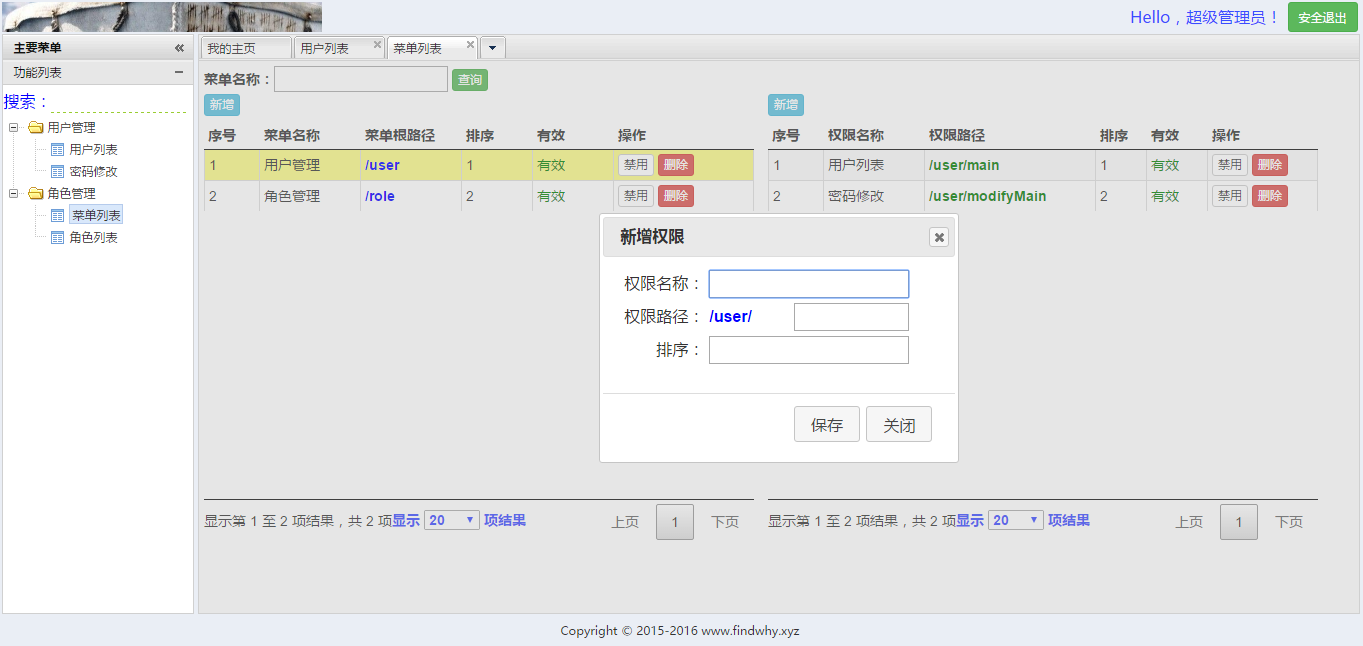 Hello，超级管理员！ 安全退出
主要菜单
功能列表
搜索：
用户管理
用户列表
密码修改
角色管理
菜单列表
角色列表
我的主页 用户列表 菜单列表
菜单名称： 查询
新增
序号 菜单名称 菜单根路径 排序 有效 操作
1 用户管理 /user 1 有效 禁用 删除
2 角色管理 /role 2 有效 禁用 删除
显示第 1 至 2 项结果，共 2 项显示 20 项结果 上页 1 下页
新增
序号 权限名称 权限路径 排序 有效 操作
1 用户列表 /user/main 1 有效 禁用 删除
2 密码修改 /user/modifyMain 2 有效 禁用 删除
显示第 1 至 2 项结果，共 2 项显示 20 项结果 上页 1 下页
新增权限
权限名称：
权限路径： /user/
排序：
保存 关闭
Copyright © 2015-2016 www.findwhy.xyz